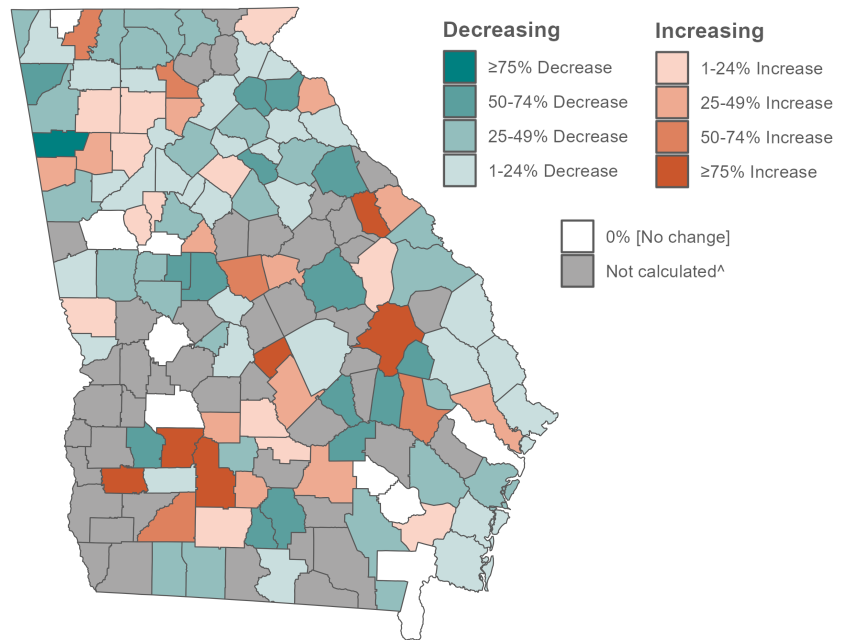 Decreasing
≥75% Decrease
50-74% Decrease
25-49% Decrease
1-24% Decrease
Increasing
1-24% Increase
25-49% Increase
50-74% Increase
≥75% Increase
0% [No change]
Not calculated^